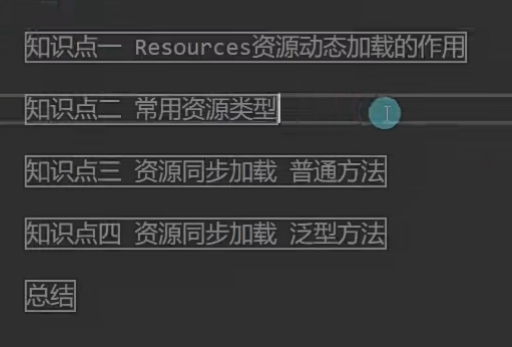 知识点一 Resources资源动态加载的作用
知识点二 常用资源类型
知识点三 资源同步加载 普通方法
知识点四 资源同步加载 泛型方法
总结